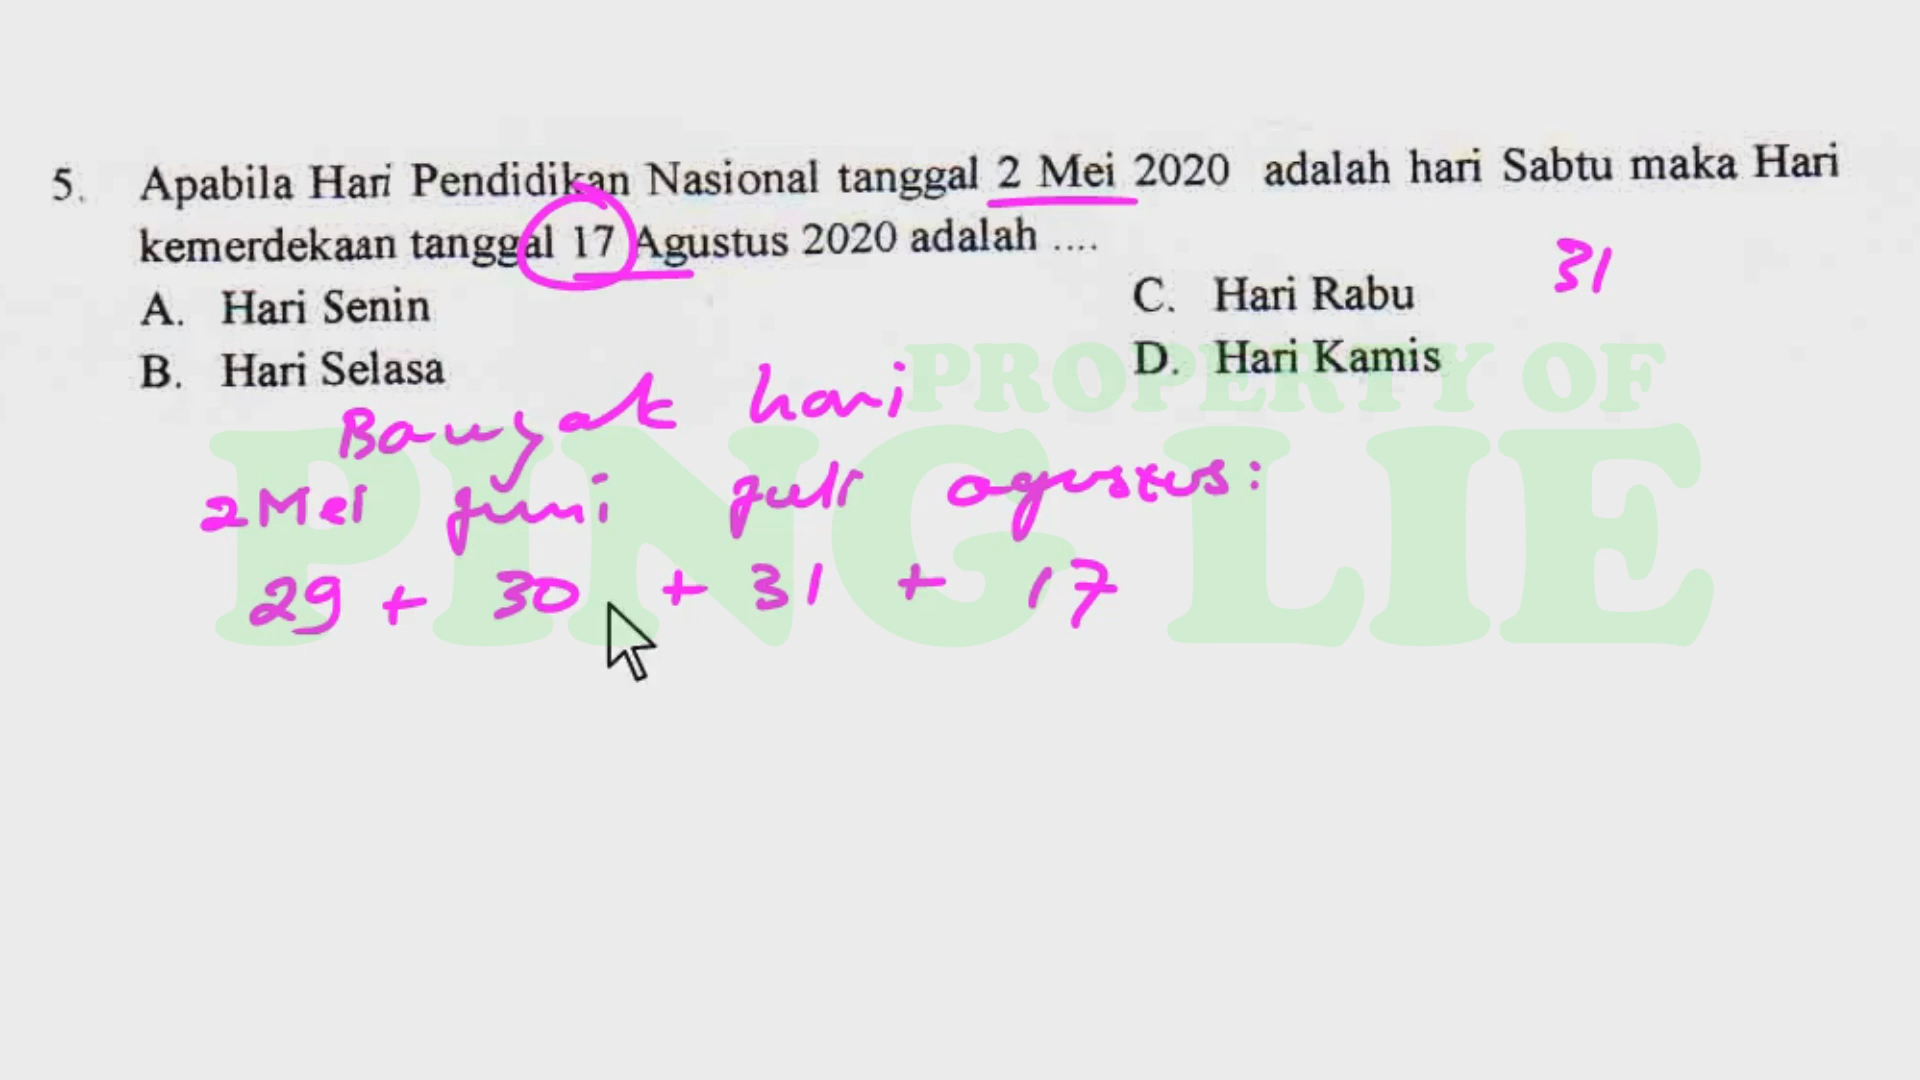 5. Apabila Hari Pendidikan Nasional tanggal 2 Mei 2020 adalah hari Sabtu maka Hari
kemerdekaan tanggal 17 Agustus 2020 adalah ....
A. Hari Senin
B. Hari Selasa
C. Hari Rabu
D. Hari Kamis
31
Banyak hari
2 Mei juni juli agustus:
29 + 30 + 31 + 17
PROPERTY OF
PING LIE